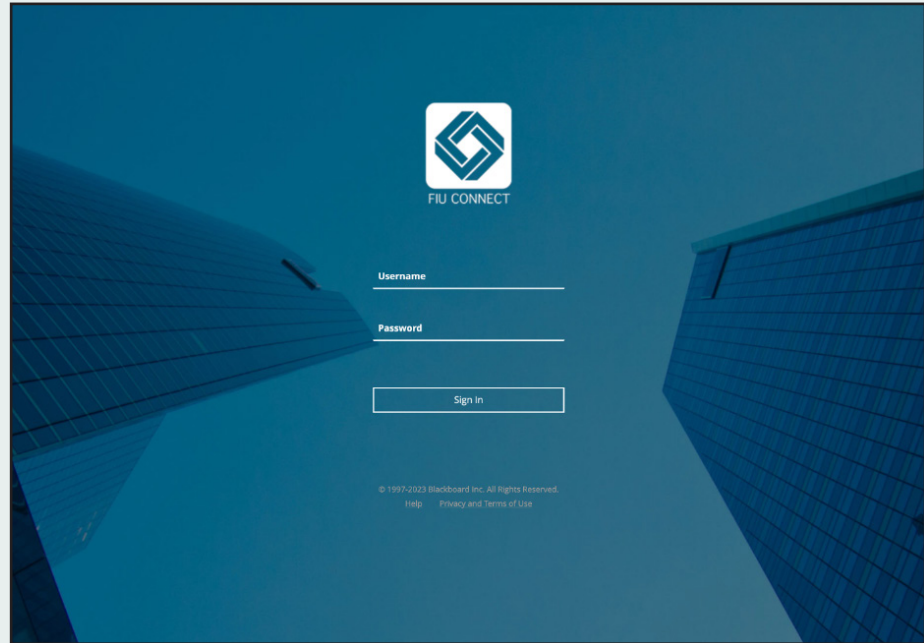 FIU CONNECT
Username
Password
Sign In
© 1997-2023 Blackboard Inc. All Rights Reserved.
Help Privacy and Terms of Use